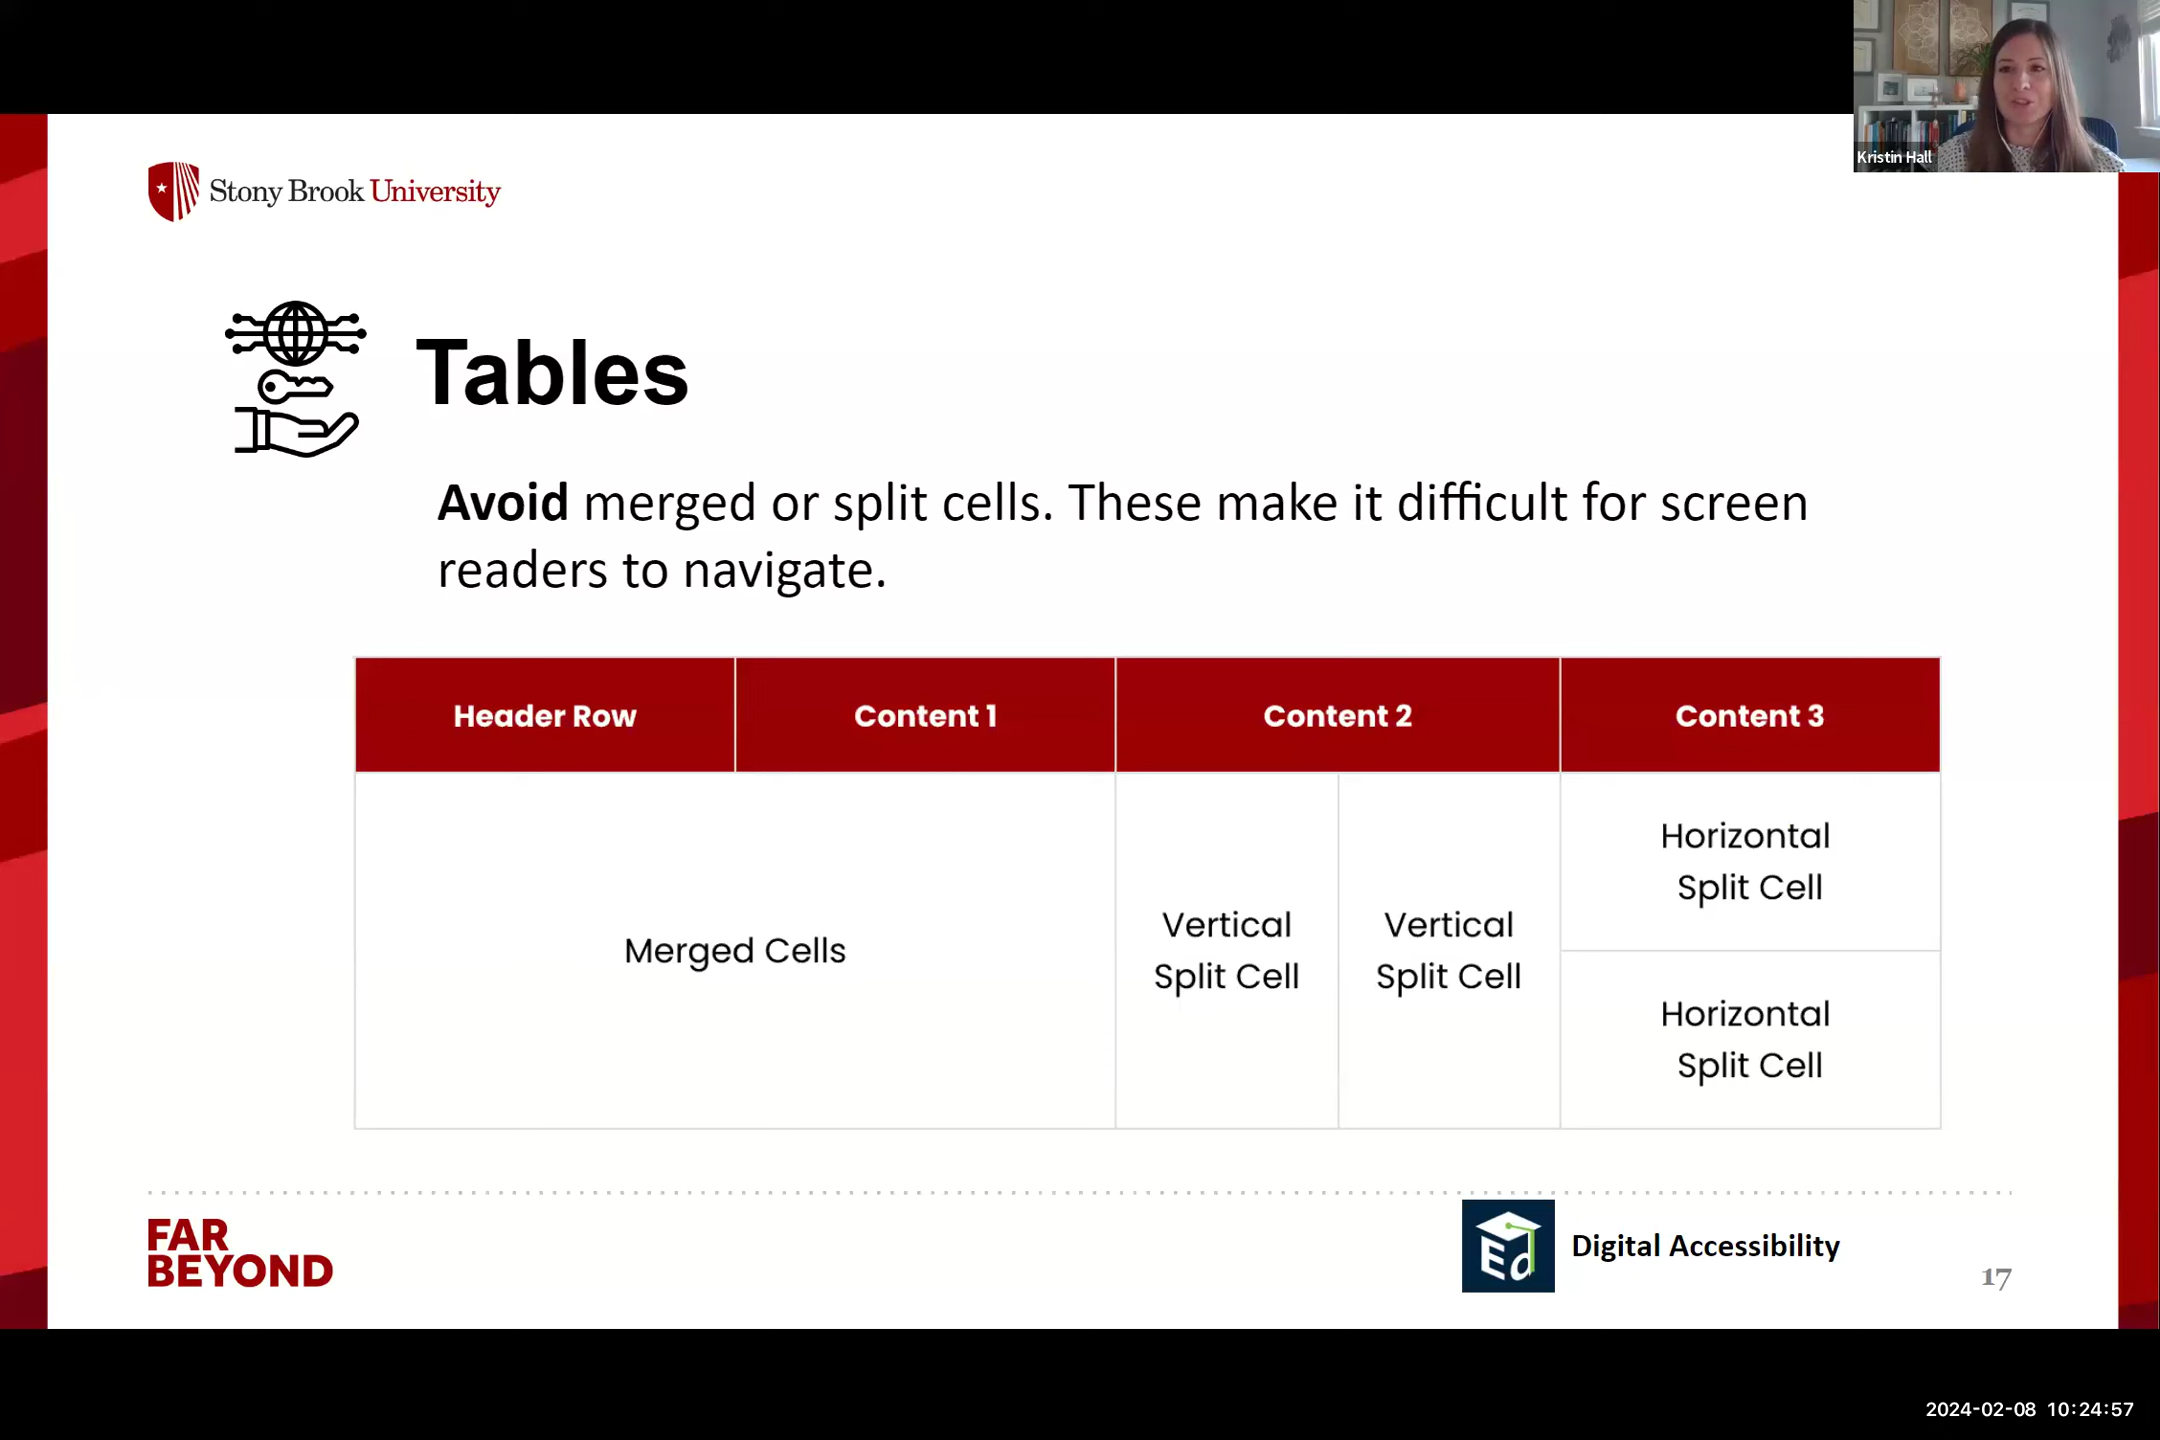 Kristin Hall
Stony Brook University
Tables
Avoid merged or split cells. These make it difficult for screen
readers to navigate.
Header Row
Content 1
Content 2
Content 3
Merged Cells
Vertical
Split Cell
Vertical
Split Cell
Horizontal
Split Cell
Horizontal
Split Cell
FAR
BEYOND
Ed
Digital Accessibility
17
2024-02-08 10:24:57